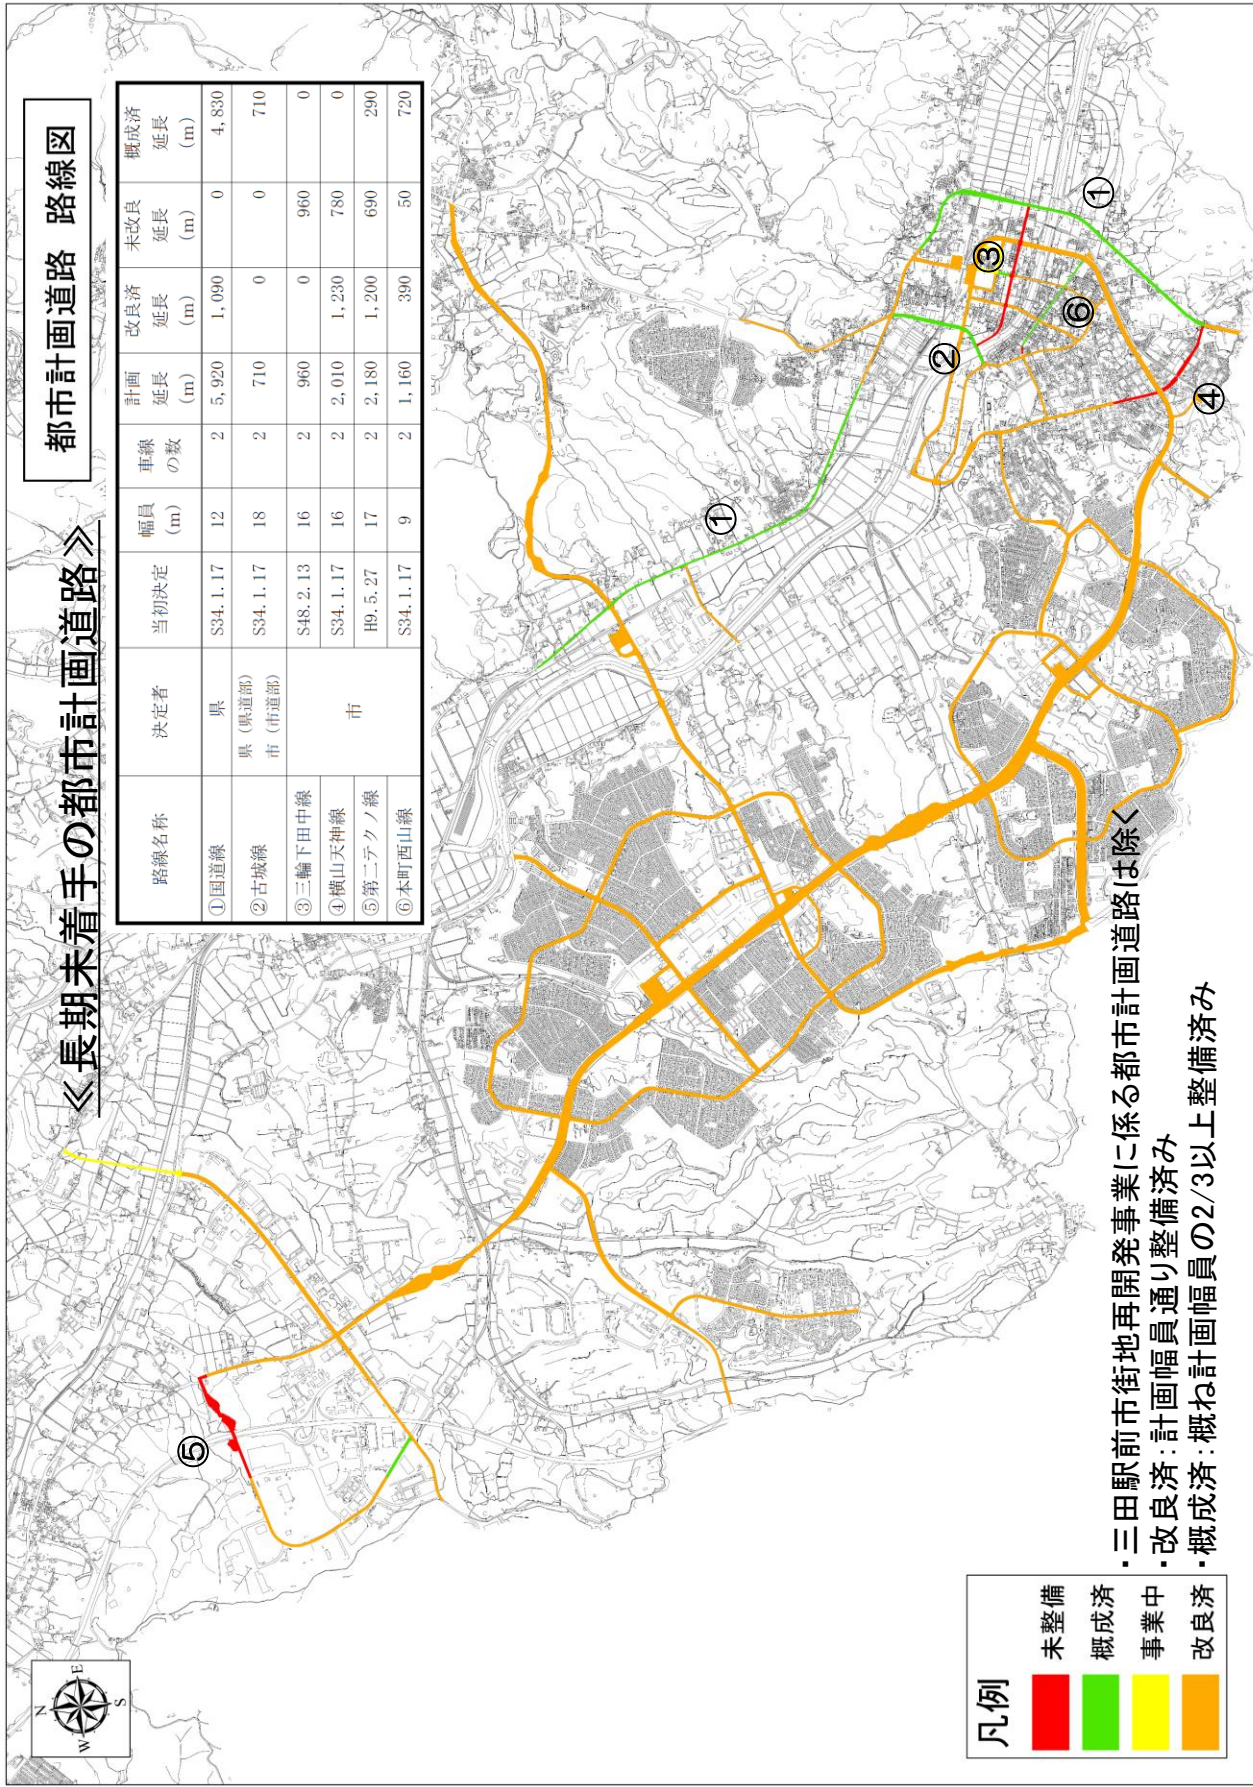 ≪長期未着手の都市計画道路≫
都市計画道路 路線図
路線名称 決定者 当初決定 幅員(m) 車線の数 計画延長(m) 改良済延長(m) 未改良延長(m) 概成済延長(m)
①国道線 県 S34.1.17 12 2 5,920 1,090 0 4,830
②古城線 県(県道部) 市(市道部) S34.1.17 18 2 710 0 0 710
③三輪下田中線 市 S48.2.13 16 2 960 0 960 0
④横山天神線 S34.1.17 16 2 2,010 1,230 780 0
⑤第二テクノ線 H9.5.27 17 2 2,180 1,200 690 290
⑥本町西山線 S34.1.17 9 2 1,160 390 50 720
N
E
S
W
⑤
①
②
③
①
⑥
④
凡例
未整備
概成済
事業中
改良済
・三田駅前市街地再開発事業に係る都市計画道路は除く
・改良済：計画幅員通り整備済み
・概成済：概ね計画幅員の2/3以上整備済み